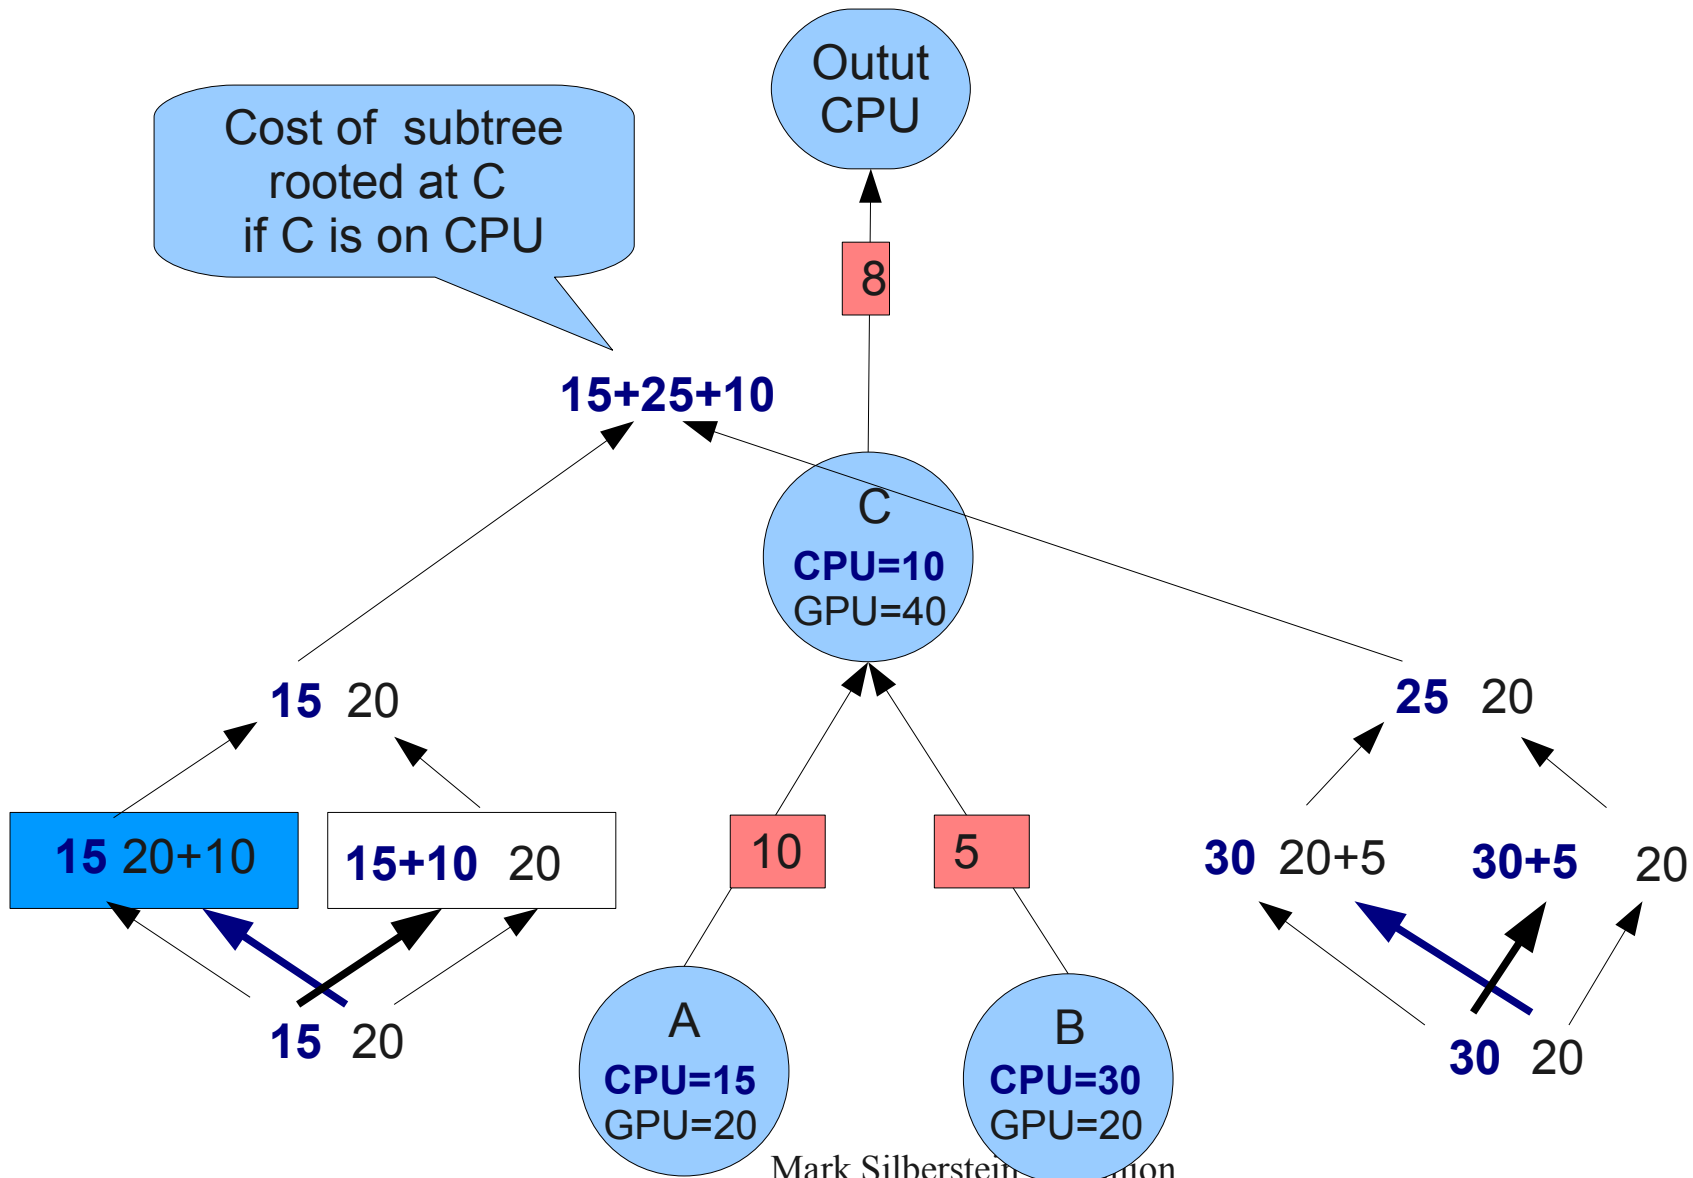 Outut
CPU
Cost of subtree
rooted at C
if C is on CPU
8
15+25+10
C
CPU=10
GPU=40
15 20
25 20
15 20+10
15+10 20
10
5
30 20+5
30+5 20
15 20
A
CPU=15
GPU=20
B
CPU=30
GPU=20
30 20
Mark Silberstein